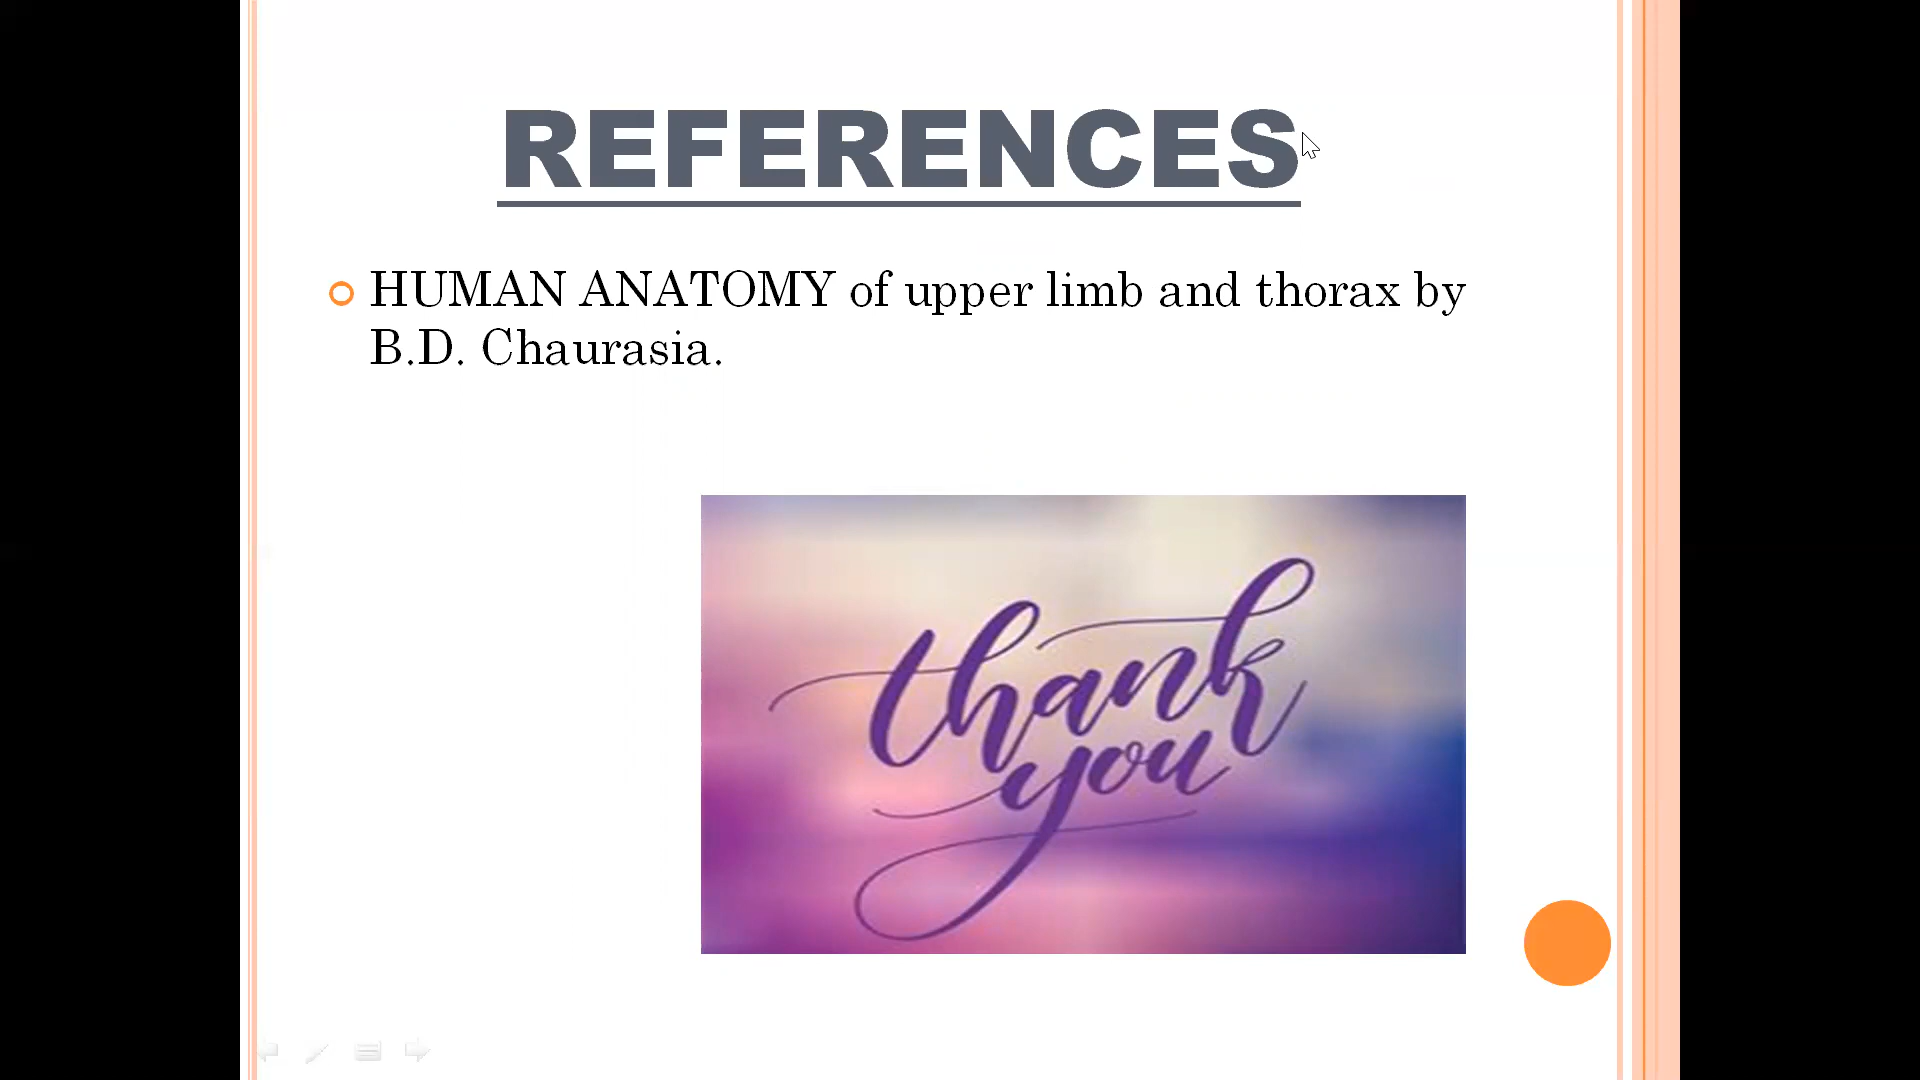 REFERENCES
HUMAN ANATOMY of upper limb and thorax by
B.D. Chaurasia.
thank
you